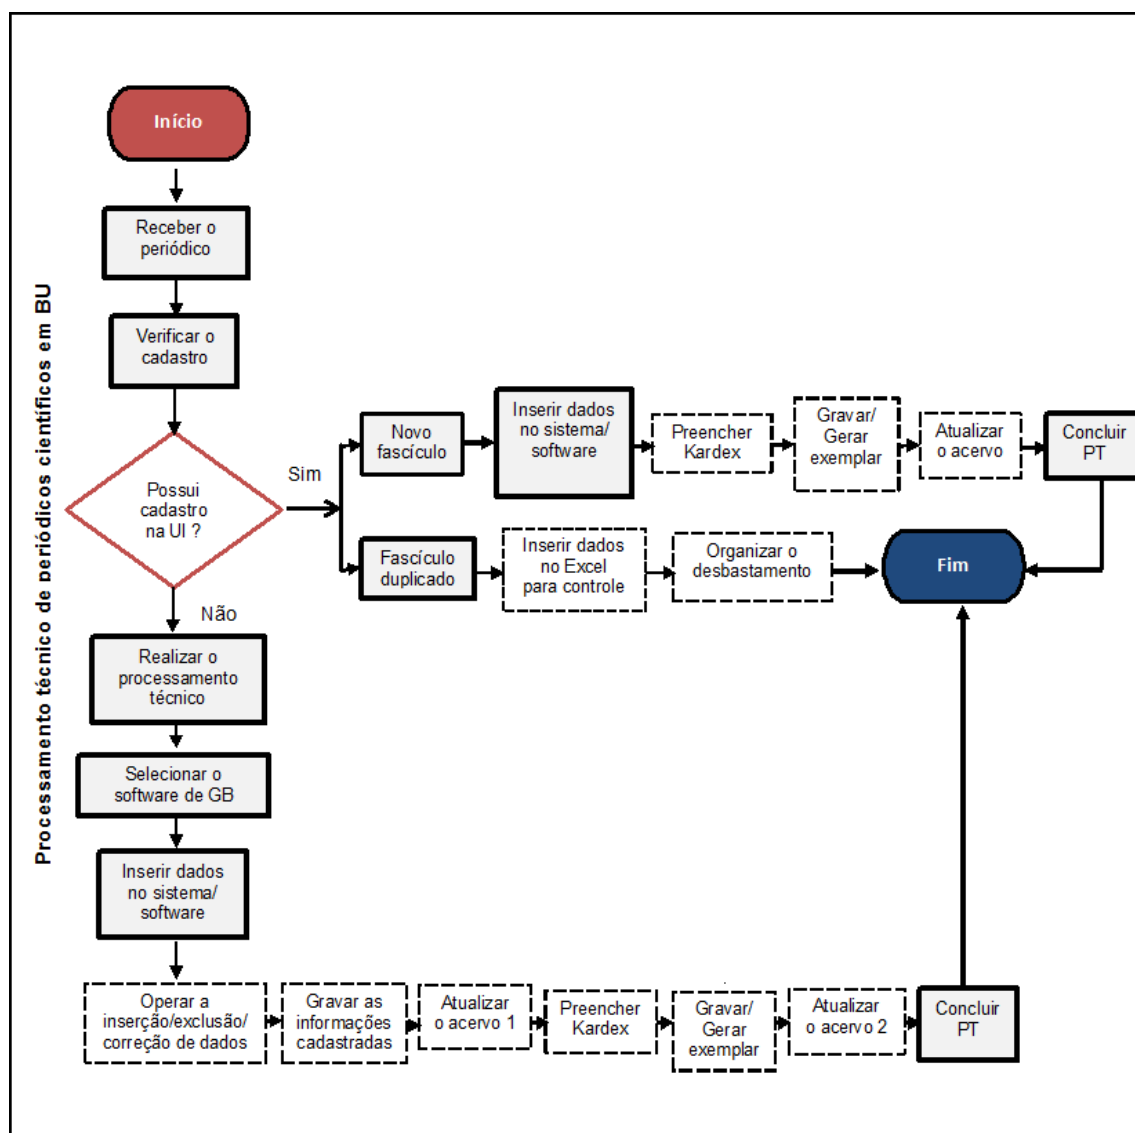 Processamento técnico de periódicos científicos em BU
Início
Receber o
periódico
Verificar o
cadastro
Possui
cadastro
na UI ?
Sim
Novo
fascículo
Inserir dados
no sistema/
software
Preencher
Kardex
Gravar/
Gerar
exemplar
Atualizar
o acervo
Concluir
PT
Fascículo
duplicado
Inserir dados
no Excel
para controle
Organizar o
desbastamento
Fim
Não
Realizar o
processamento
técnico
Selecionar o
software de GB
Inserir dados
no sistema/
software
Operar a
inserção/exclusão/
correção de dados
Gravar as
informações
cadastradas
Atualizar
o acervo 1
Preencher
Kardex
Gravar/
Gerar
exemplar
Atualizar
o acervo 2
Concluir
PT